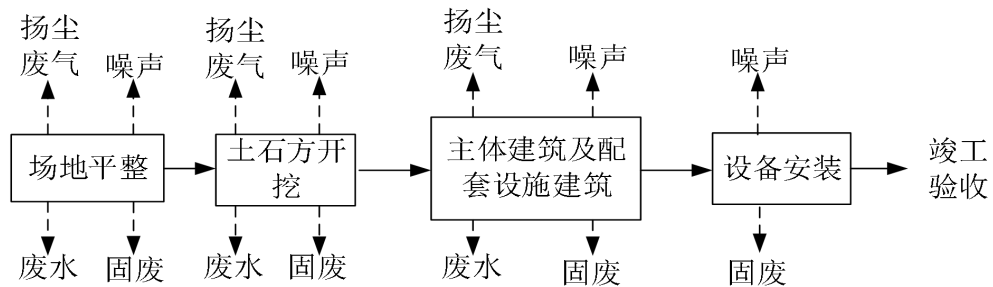 扬尘
废气
噪声
扬尘
废气
噪声
扬尘
废气
噪声
噪声
场地平整
土石方开
挖
主体建筑及配
套设施建筑
设备安装
竣工
验收
废水
固废
废水
固废
废水
固废
固废